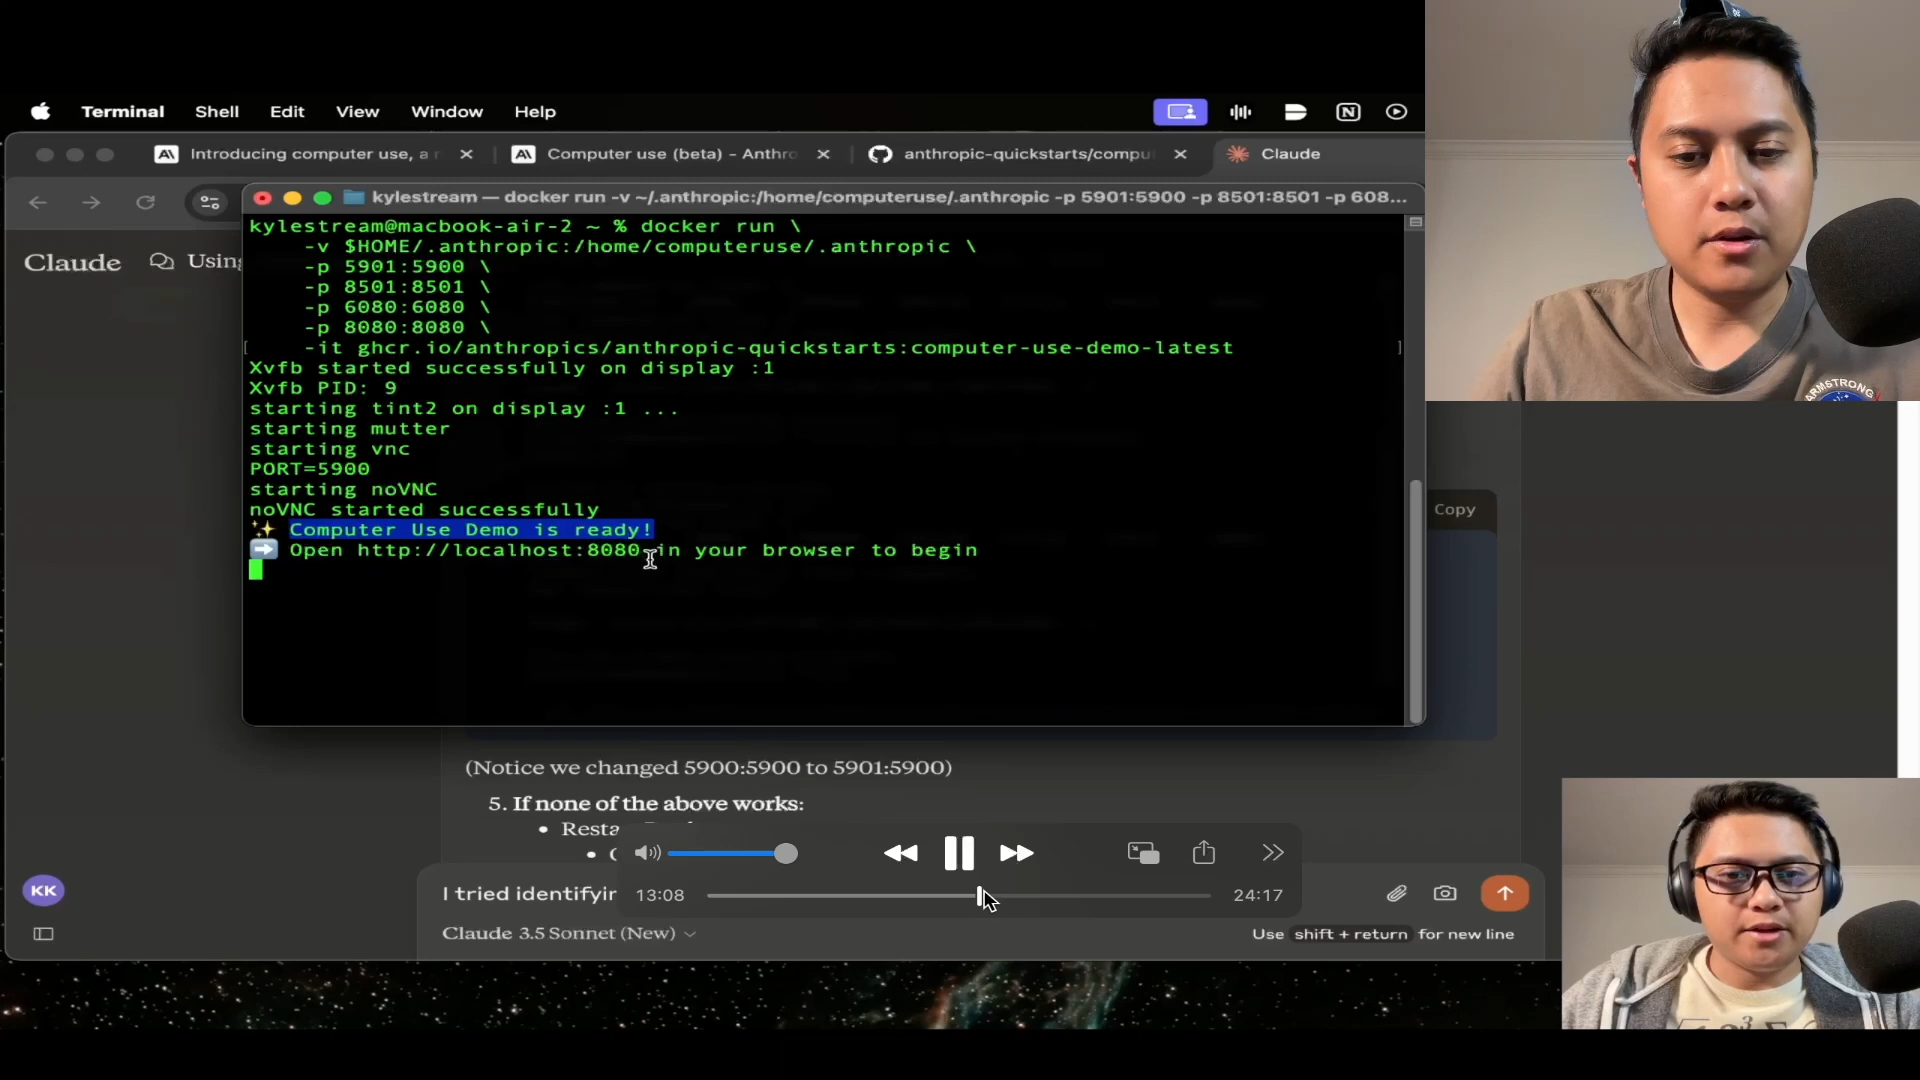 Terminal Shell Edit View Window Help
Introducing computer use, a
Computer use (beta) – Anthro
anthropic-quickstarts/compu
Claude
kylestream — docker run -v ~/.anthropic:/home/computeruse/.anthropic -p 5901:5900 -p 8501:8501 -p 608...
kylestream@macbook-air-2 ~ % docker run \
-v $HOME/.anthropic:/home/computeruse/.anthropic \
-p 5901:5900 \
-p 8501:8501 \
-p 6080:6080 \
-p 8080:8080 \
-it ghcr.io/anthropics/anthropic-quickstarts:computer-use-demo-latest
Xvfb started successfully on display :1
Xvfb PID: 9
starting tint2 on display :1 ...
starting mutter
starting vnc
PORT=5900
starting noVNC
noVNC started successfully
✨ Computer Use Demo is ready!
➡️ Open http://localhost:8080 in your browser to begin
Claude
Using
Copy
ARMSTRONG
(Notice we changed 5900:5900 to 5901:5900)
5. If none of the above works:
KK
13:08
24:17
I tried
Claude 3.5 Sonnet (New)
Use shift + return for new line